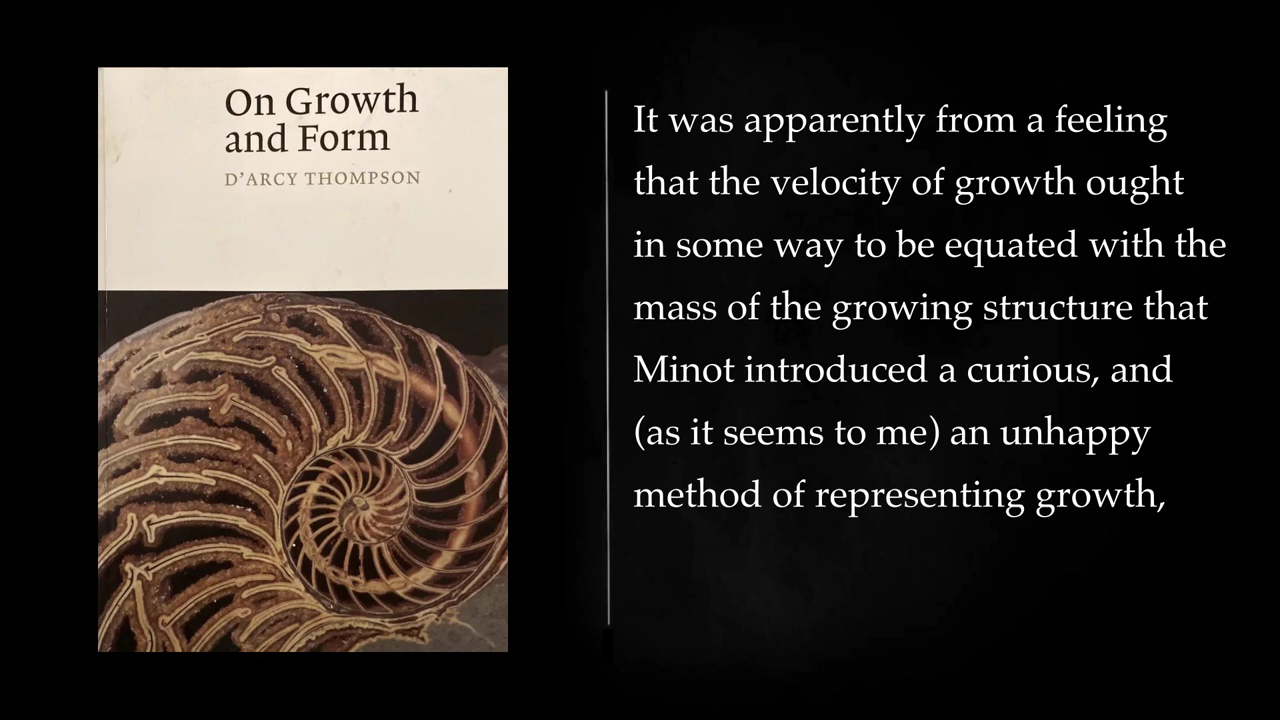 On Growth
and Form
D'ARCY THOMPSON
It was apparently from a feeling
that the velocity of growth ought
in some way to be equated with the
mass of the growing structure that
Minot introduced a curious, and
(as it seems to me) an unhappy
method of representing growth,